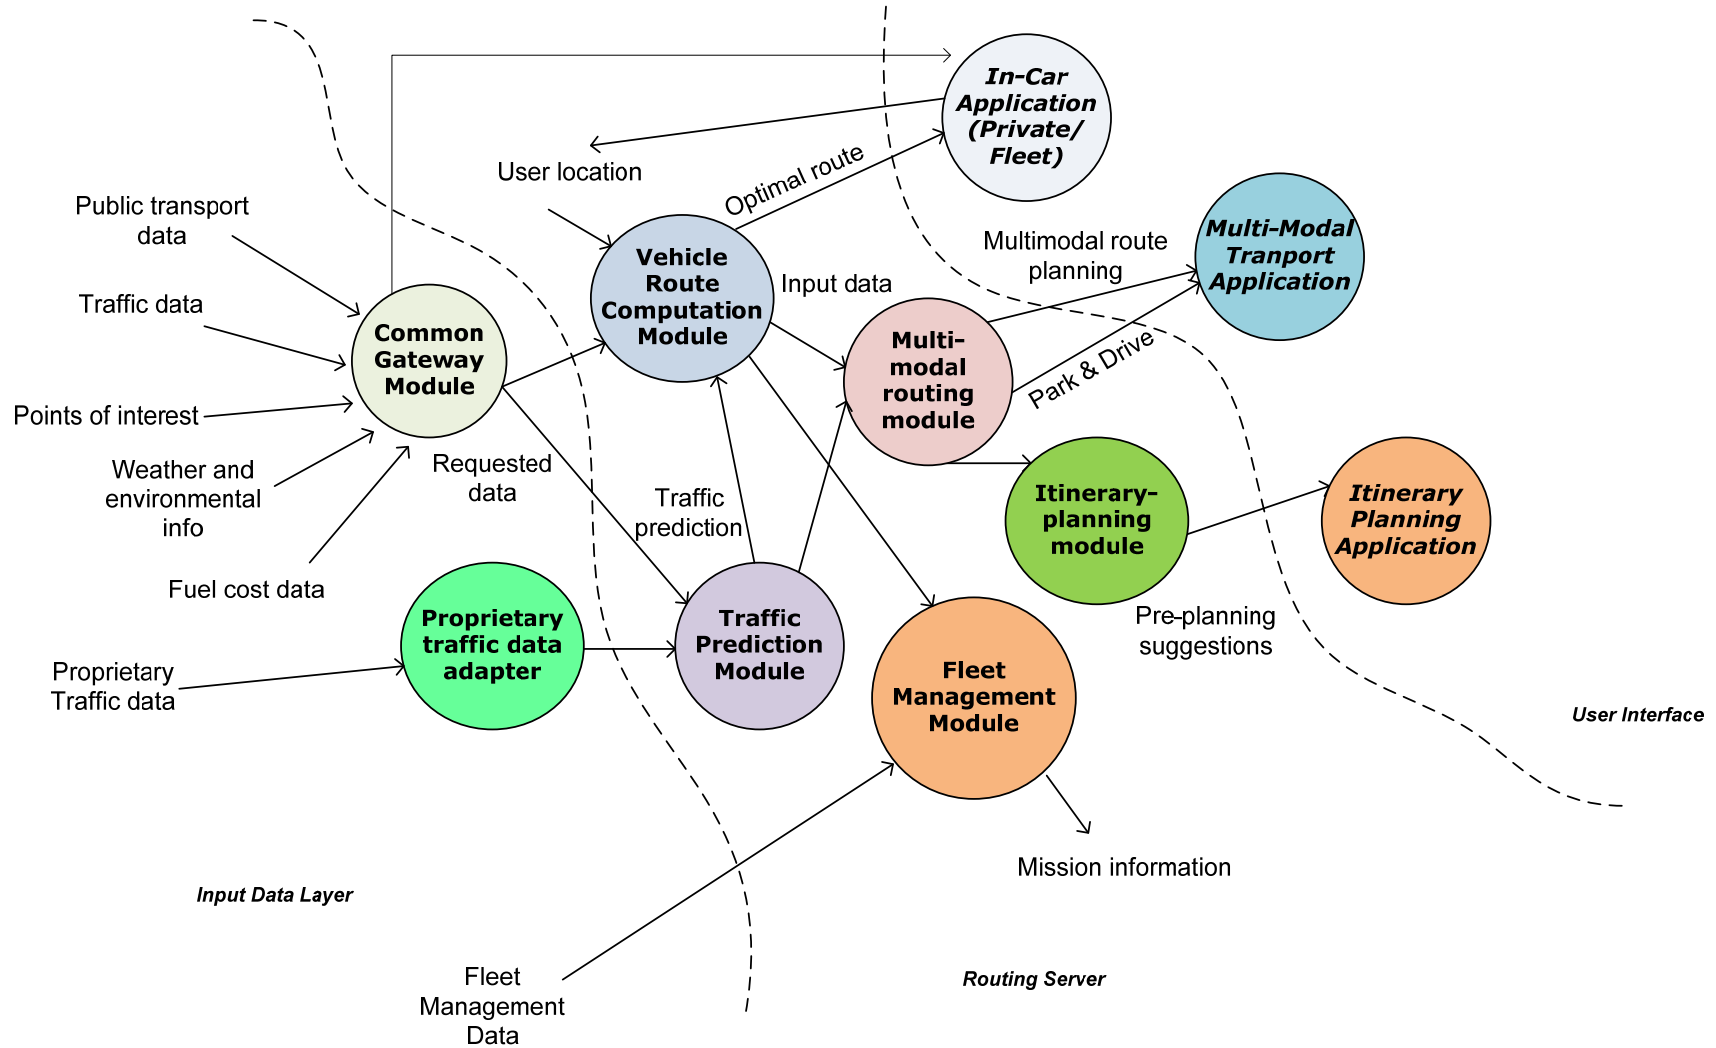 In-Car
Application
(Private/
Fleet)
User location
Optimal route
Public transport
data
Traffic data
Points of interest
Weather and
environmental
info
Fuel cost data
Common
Gateway
Module
Vehicle
Route
Computation
Module
Input data
Multimodal route
planning
Multi-Modal
Tranport
Application
Multi-
modal
routing
module
Park & Drive
Requested
data
Traffic
prediction
Itinerary-
planning
module
Itinerary
Planning
Application
Pre-planning
suggestions
Proprietary
Traffic data
Proprietary
traffic data
adapter
Traffic
Prediction
Module
Fleet
Management
Module
User Interface
Mission information
Input Data Layer
Fleet
Management
Data
Routing Server